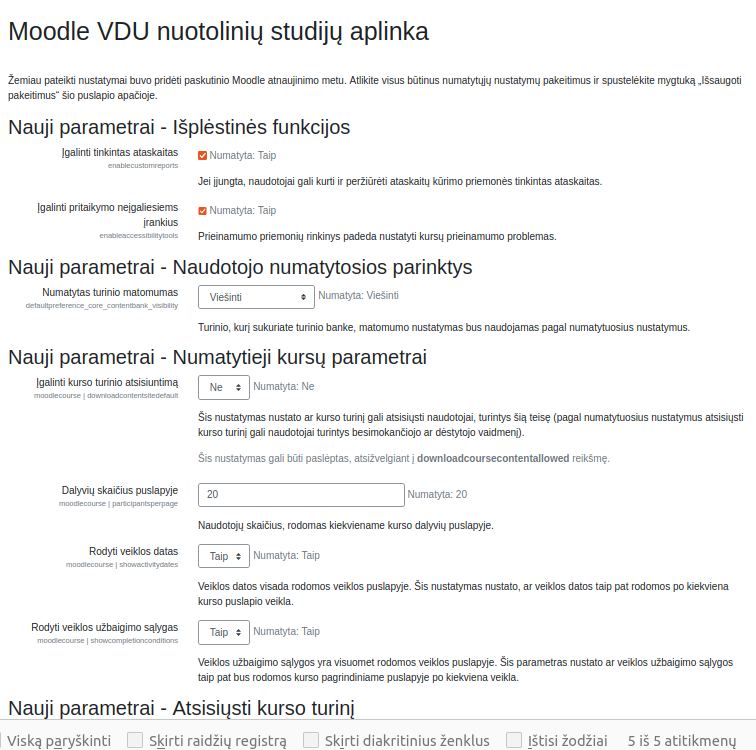 Moodle VDU nuotolinių studijų aplinka
Žemiau pateikti nustatymai buvo pridėti paskutinio Moodle atnaujinimo metu. Atlikite visus būtinus numatytųjų nustatymų pakeitimus ir spustelėkite mygtuką „Išsaugoti
pakeitimus“ šio puslapio apačioje.
Nauji parametrai - Išplėstinės funkcijos
Įgalinti tinkintas ataskaitas
enablecustomreports
Numatyta: Taip
Jei įjungta, naudotojai gali kurti ir peržiūrėti ataskaitų kūrimo priemonės tinkintas ataskaitas.
Įgalinti pritaikymo neįgaliesiems
įrankius
enableaccessibilitytools
Numatyta: Taip
Prieinamumo priemonių rinkinys padeda nustatyti kursų prieinamumo problemas.
Nauji parametrai - Naudotojo numatytosios parinktys
Numatytas turinio matomumas
defaultpreference_core_contentbank_visibility
Viešinti Numatyta: Viešinti
Turinio, kurį sukuriate turinio banke, matomumo nustatymas bus naudojamas pagal numatytuosius nustatymus.
Nauji parametrai - Numatytieji kursų parametrai
Įgalinti kurso turinio atsisiuntimą
moodlecourse | downloadcontentsitedefault
Ne Numatyta: Ne
Šis nustatymas nustato ar kurso turinį gali atsisiųsti naudotojai, turintys šią teisę (pagal numatytuosius nustatymus atsisiųsti
kurso turinį gali naudotojai turintys besimokančiojo ar dėstytojo vaidmenį).
Šis nustatymas gali būti paslėptas, atsižvelgiant į downloadcoursecontentallowed reikšmę.
Dalyvių skaičius puslapyje
moodlecourse | participantsperpage
20 Numatyta: 20
Naudotojų skaičius, rodomas kiekviename kurso dalyvių puslapyje.
Rodyti veiklos datas
moodlecourse | showactivitydates
Taip Numatyta: Taip
Veiklos datos visada rodomos veiklos puslapyje. Šis nustatymas nustato, ar veiklos datos taip pat rodomos po kiekviena
kurso puslapio veikla.
Rodyti veiklos užbaigimo sąlygas
moodlecourse | showcompletionconditions
Taip Numatyta: Taip
Veiklos užbaigimo sąlygos yra visuomet rodomos veiklos puslapyje. Šis parametras nustato ar veiklos užbaigimo sąlygos
taip pat bus rodomos kurso pagrindiniame puslapyje po kiekviena veikla.
Nauji parametrai - Atsisiųsti kurso turinį
Viską paryškinti Skirti raidžių registrą Skirti diakritinius ženklus Ištisi žodžiai 5 iš 5 atitikmenų